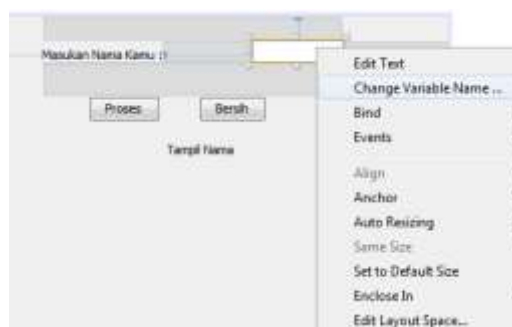 Masukan Nama Kamu :)
Proses
Bersih
Tampil Nama
Edit Text
Change Variable Name ...
Bind
Events
Align
Anchor
Auto Resizing
Same Size
Set to Default Size
Enclose In
Edit Layout Space...